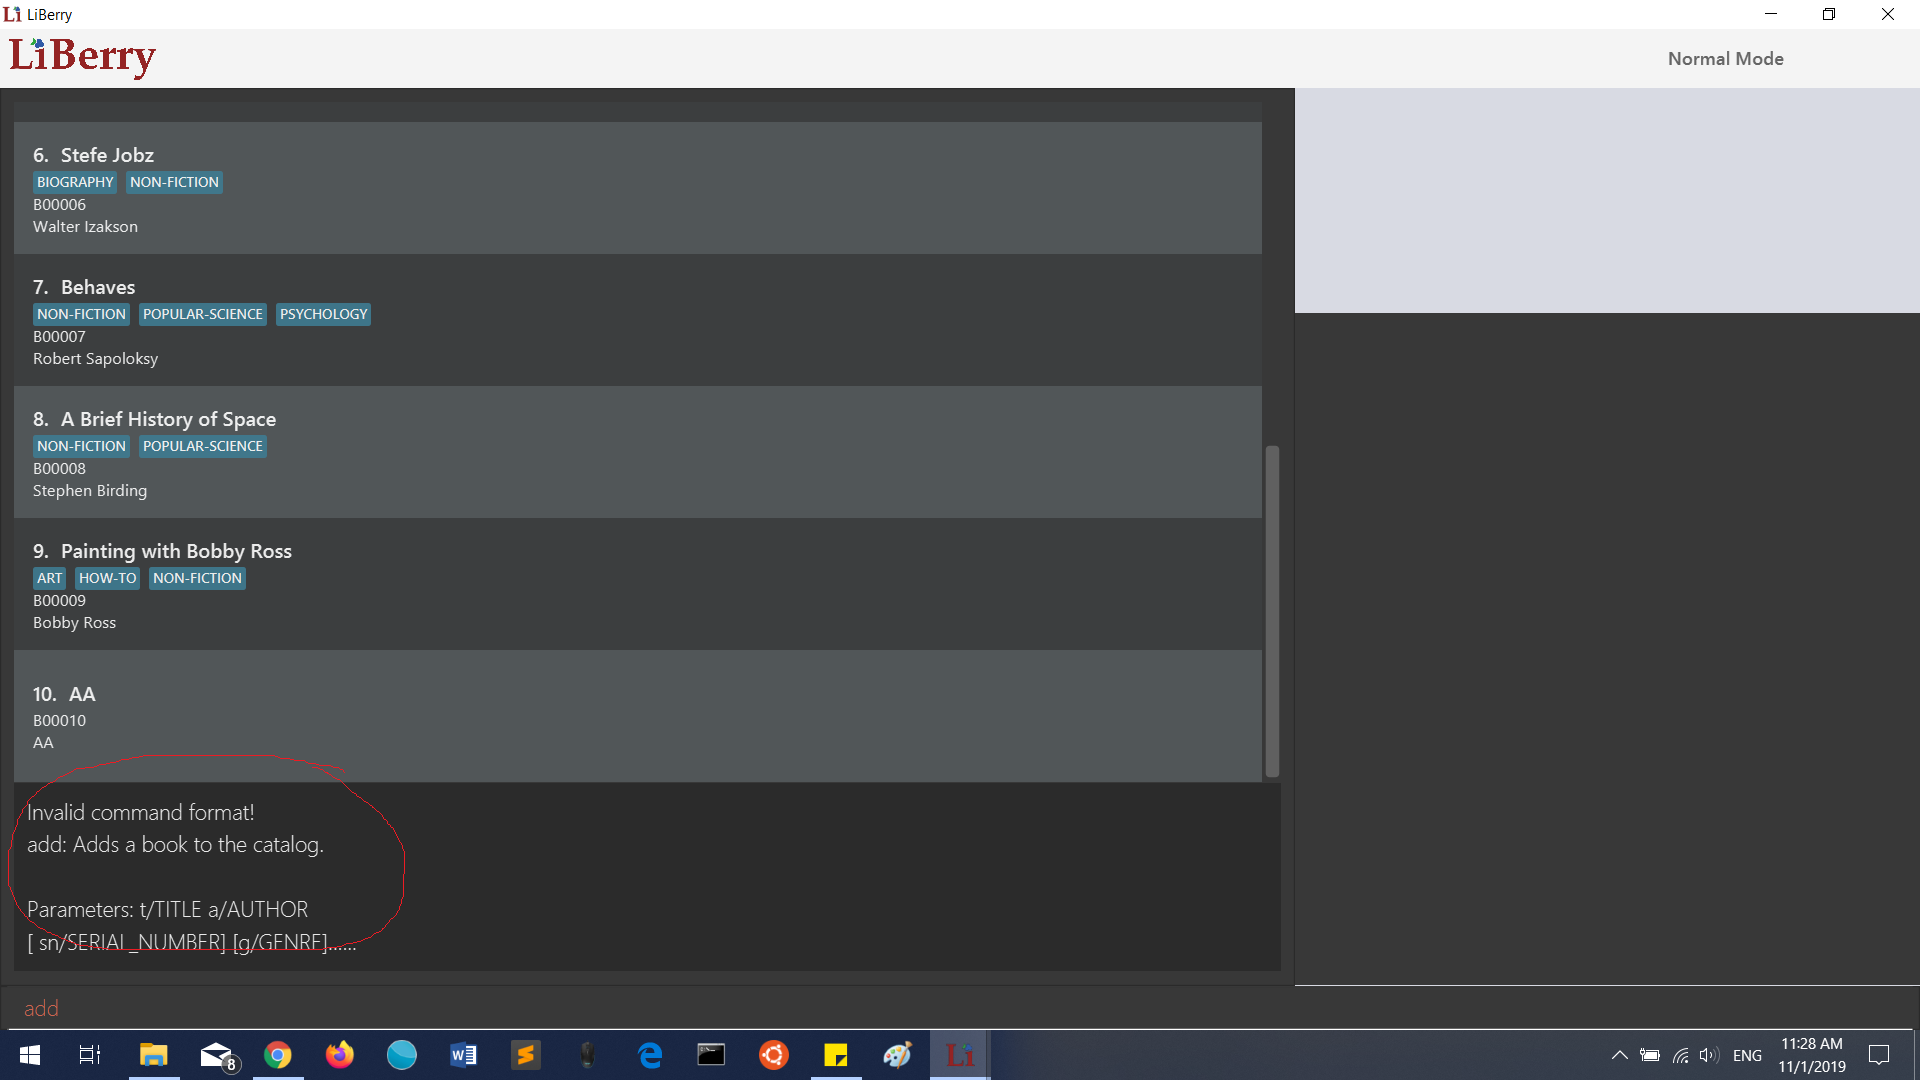 Li LiBerry
LiBerry
Normal Mode
6. Stefe Jobz
BIOGRAPHY NON-FICTION
B00006
Walter Izakson
7. Behaves
NON-FICTION POPULAR-SCIENCE PSYCHOLOGY
B00007
Robert Sapoloksy
8. A Brief History of Space
NON-FICTION POPULAR-SCIENCE
B00008
Stephen Birding
9. Painting with Bobby Ross
ART HOW-TO NON-FICTION
B00009
Bobby Ross
10. AA
B00010
AA
Invalid command format!
add: Adds a book to the catalog.
Parameters: t/TITLE a/AUTHOR
[ sn/SERIAL_NUMBER] [g/GENRE]......
add
8
Li
ENG
11:28 AM
11/1/2019